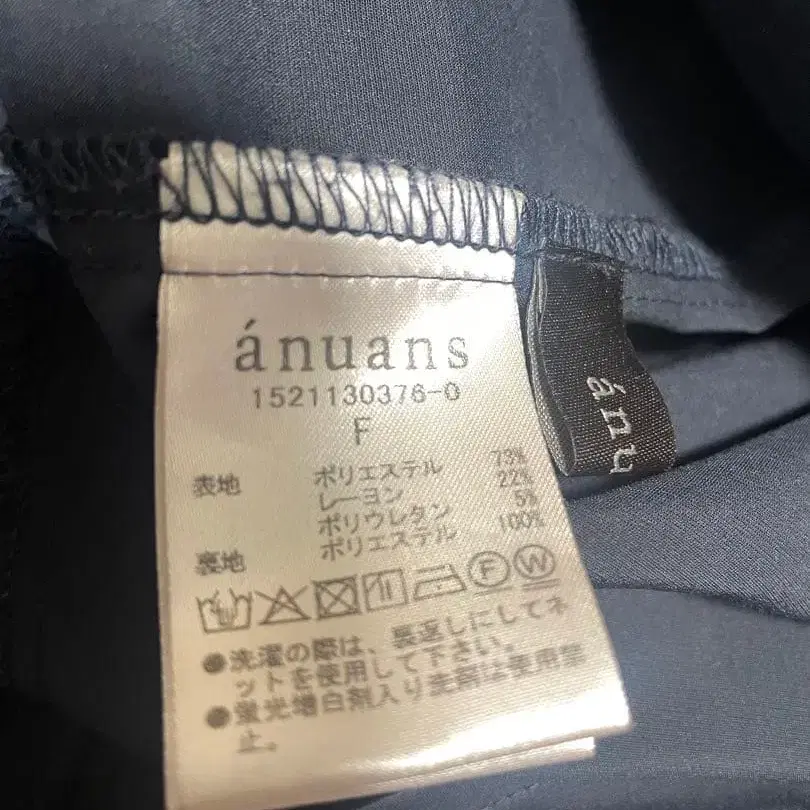 ánuans
1521130376-0
F
表地 ポリエステル 73%
レーヨン 22%
ポリウレタン 5%
裏地 ポリエステル 100%
F W
●洗濯の際は、裏返しにしてネ
ットを使用して下さい。
●蛍光増白剤入り洗剤は使用禁
止。
ánu